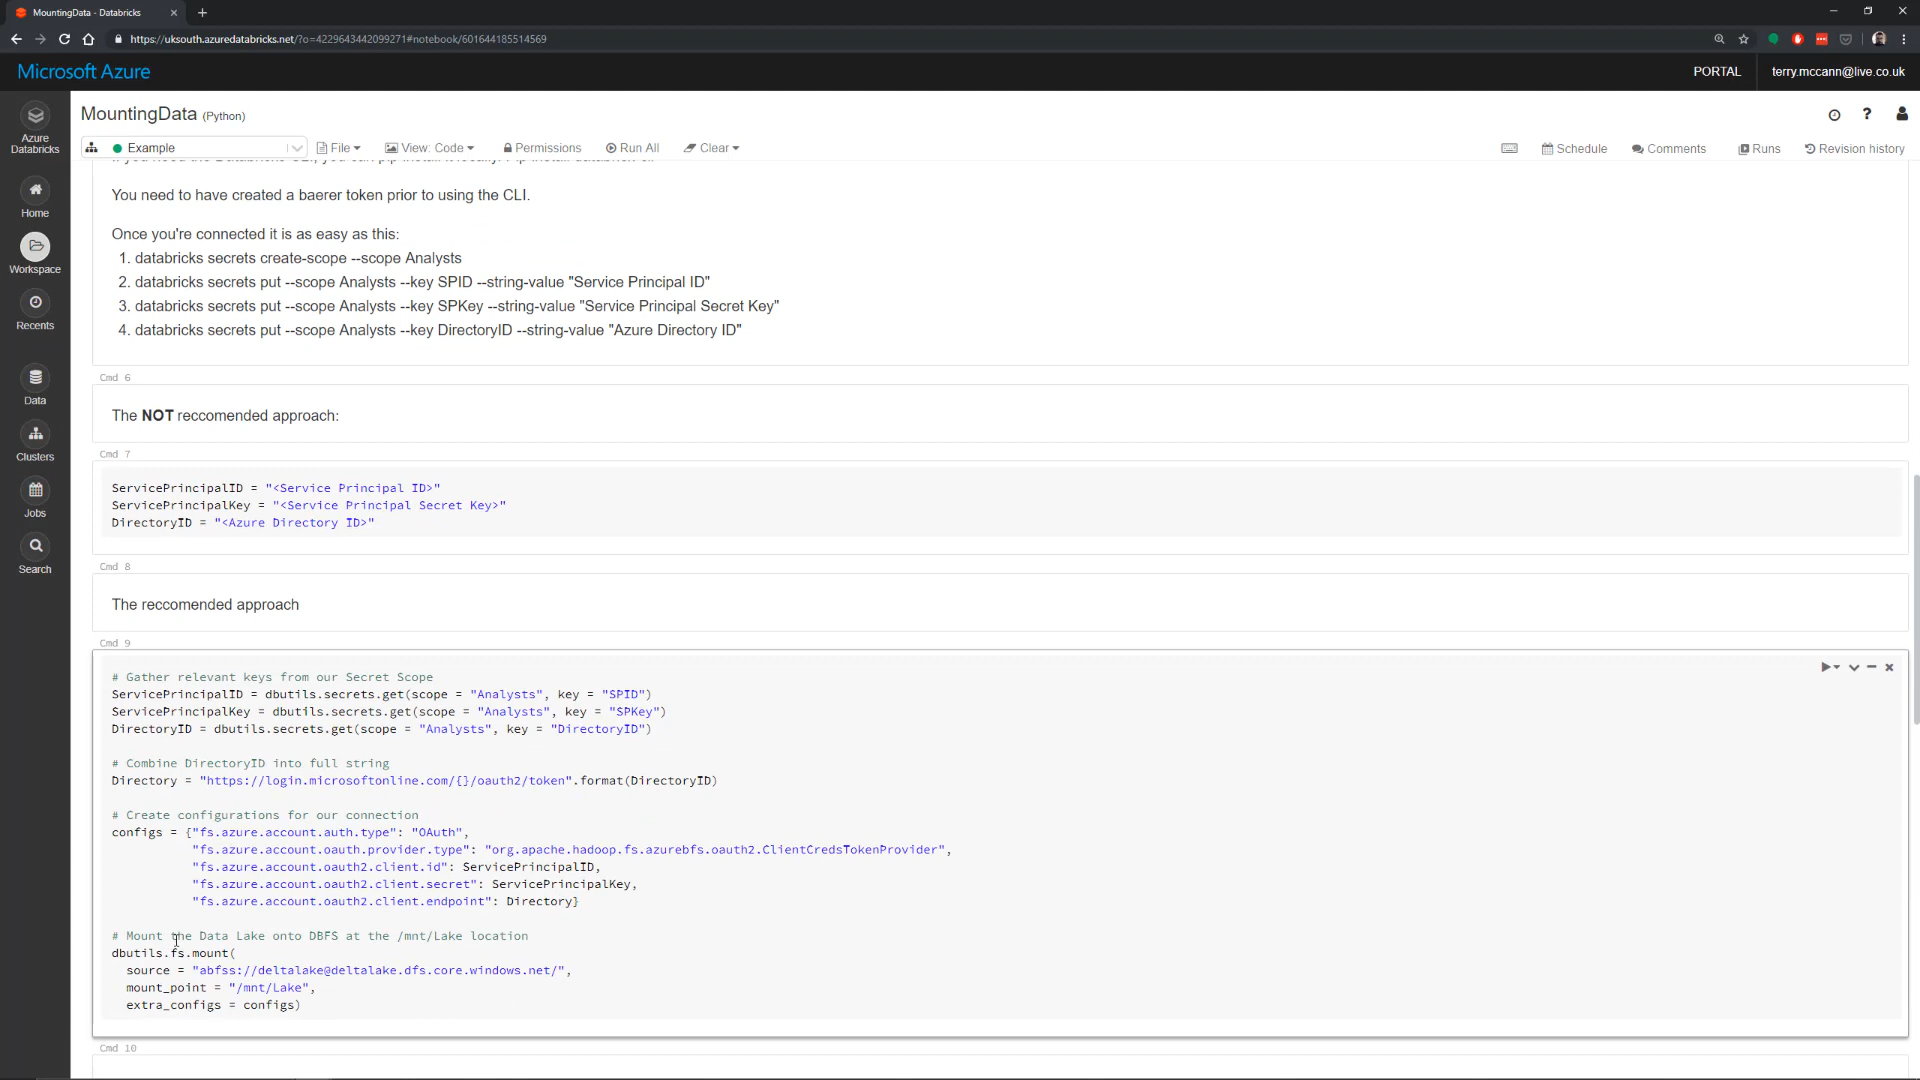 MountingData - Databricks
https://uksouth.azuredatabricks.net/?o=4229643442099271#notebook/601644185514569
Microsoft Azure
PORTAL
terry.mccann@live.co.uk
Azure
Databricks
Home
Workspace
Recents
Data
Clusters
Jobs
Search
MountingData (Python)
Example
File
View: Code
Permissions
Run All
Clear
Schedule
Comments
Runs
Revision history
You need to have created a baerer token prior to using the CLI.
Once you're connected it is as easy as this:
1. databricks secrets create-scope --scope Analysts
2. databricks secrets put --scope Analysts --key SPID --string-value "Service Principal ID"
3. databricks secrets put --scope Analysts --key SPKey --string-value "Service Principal Secret Key"
4. databricks secrets put --scope Analysts --key DirectoryID --string-value "Azure Directory ID"
Cmd 6
The NOT reccomended approach:
Cmd 7
ServicePrincipalID = "<Service Principal ID>"
ServicePrincipalKey = "<Service Principal Secret Key>"
DirectoryID = "<Azure Directory ID>"
Cmd 8
The reccomended approach
Cmd 9
# Gather relevant keys from our Secret Scope
ServicePrincipalID = dbutils.secrets.get(scope = "Analysts", key = "SPID")
ServicePrincipalKey = dbutils.secrets.get(scope = "Analysts", key = "SPKey")
DirectoryID = dbutils.secrets.get(scope = "Analysts", key = "DirectoryID")
# Combine DirectoryID into full string
Directory = "https://login.microsoftonline.com/{}/oauth2/token".format(DirectoryID)
# Create configurations for our connection
configs = {"fs.azure.account.auth.type": "OAuth",
"fs.azure.account.oauth.provider.type": "org.apache.hadoop.fs.azurebfs.oauth2.ClientCredsTokenProvider",
"fs.azure.account.oauth2.client.id": ServicePrincipalID,
"fs.azure.account.oauth2.client.secret": ServicePrincipalKey,
"fs.azure.account.oauth2.client.endpoint": Directory}
# Mount the Data Lake onto DBFS at the /mnt/Lake location
dbutils.fs.mount(
source = "abfss://deltalake@deltalake.dfs.core.windows.net/",
mount_point = "/mnt/Lake",
extra_configs = configs)
Cmd 10